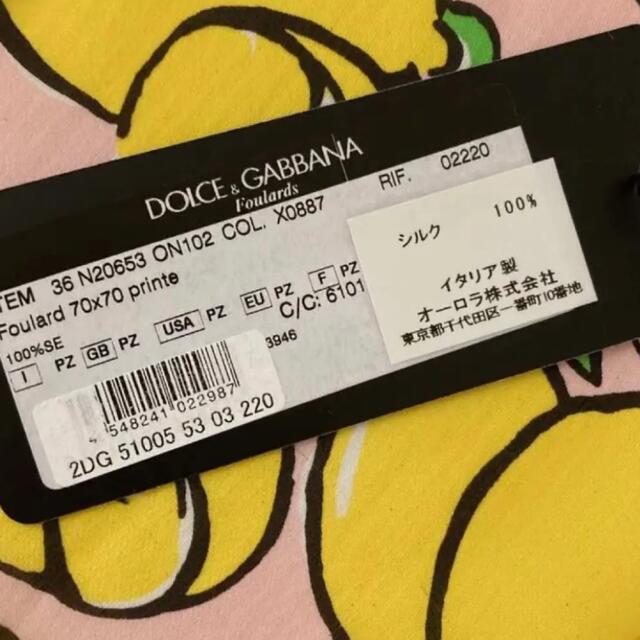 DOLCE & GABBANA
Foulards
TEM 36 N20653 ON102 COL. X0887 RIF. 02220
Foulard 70x70 printe
100%SE
I PZ GB PZ USA PZ EU PZ F PZ
C/C: 6101
3946
4 548241 022987
2DG 51005 53 03 220
シルク 100%
イタリア製
オーロラ株式会社
東京都千代田区一番町10番地